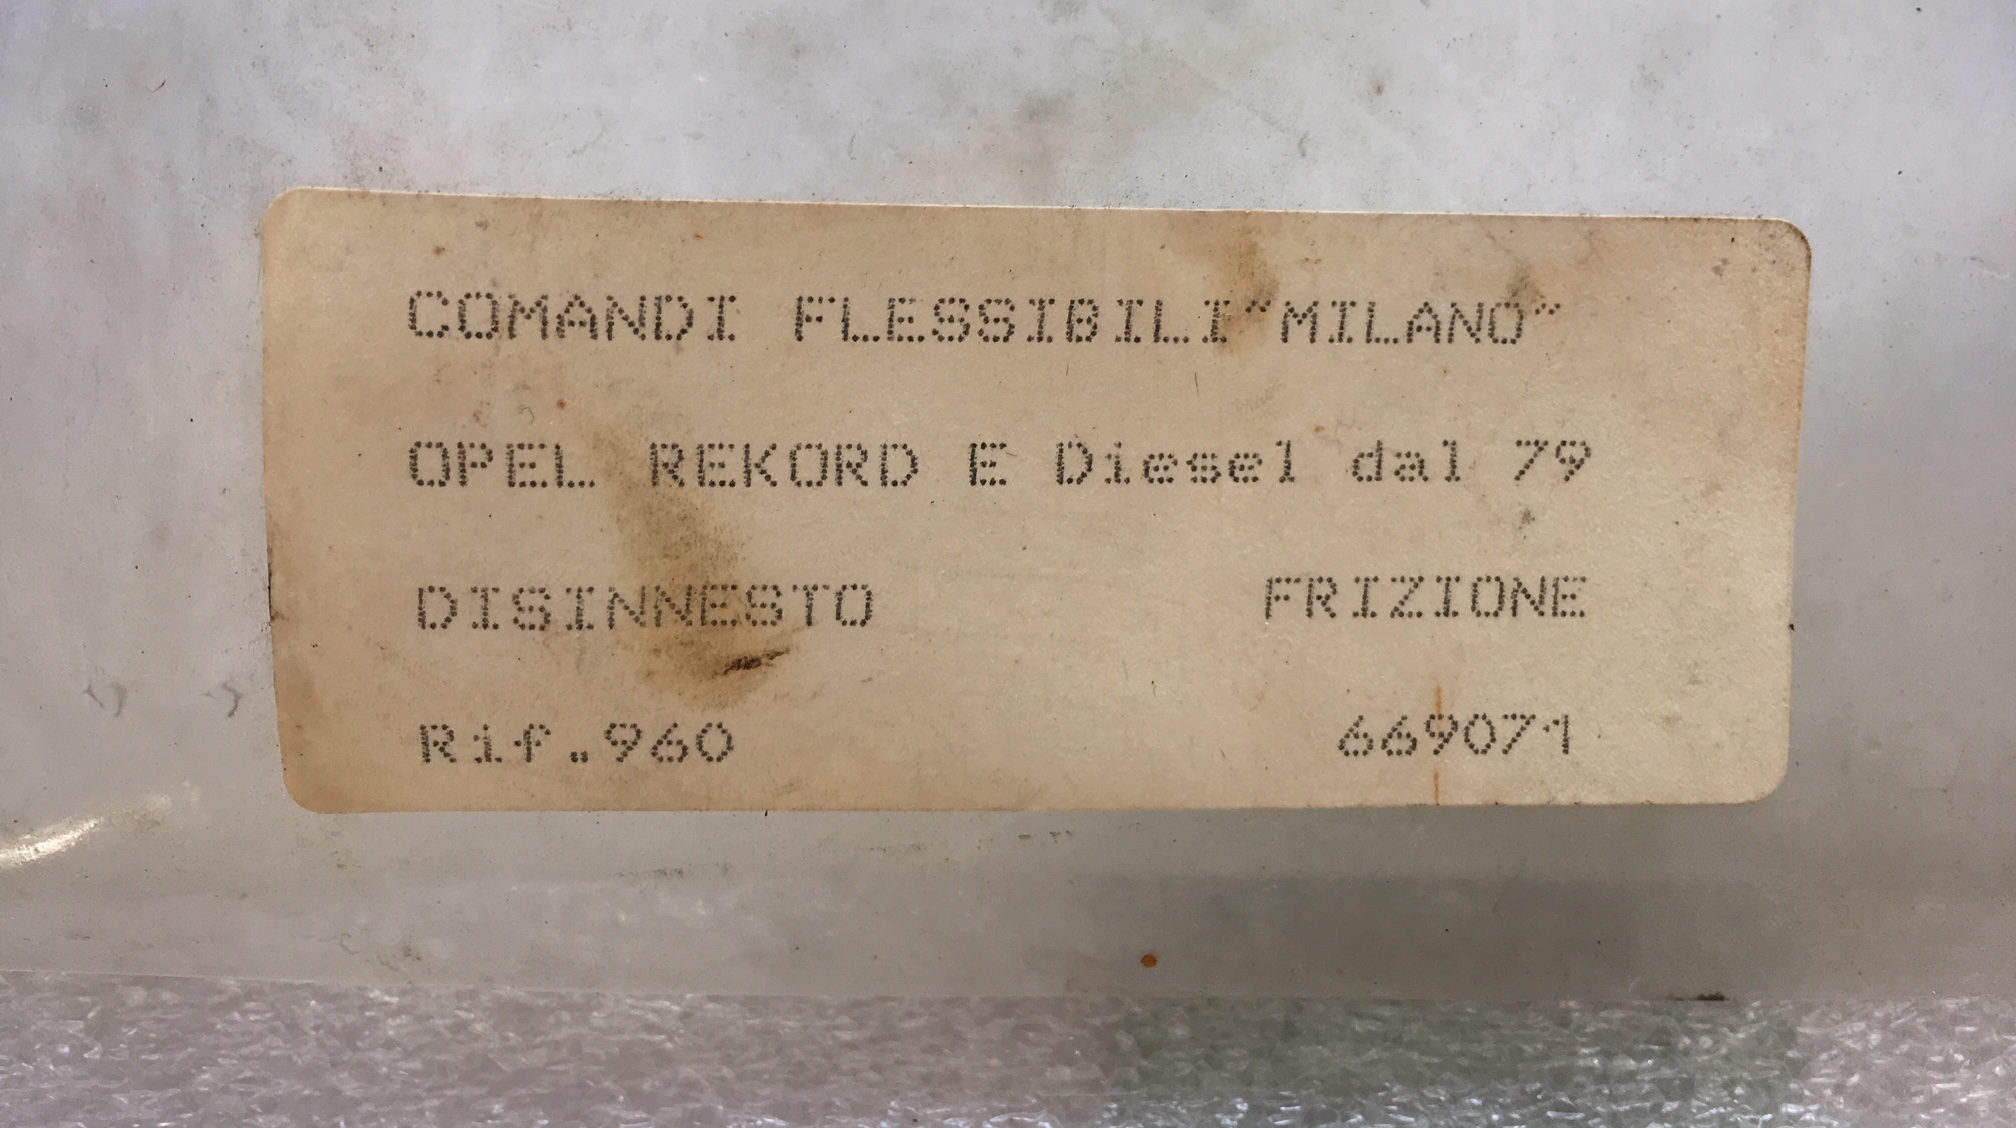 COMANDI FLESSIBILI"MILANO"
OPEL REKORD E Diesel dal 79
DISINNESTO FRIZIONE
Rif.960 669071